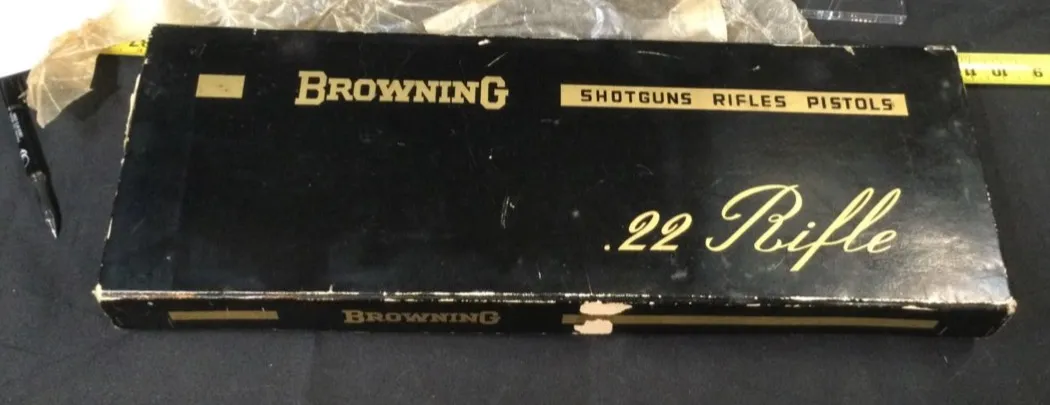 BROWNING
SHOTGUNS RIFLES PISTOLS
.22 Rifle
BROWNING